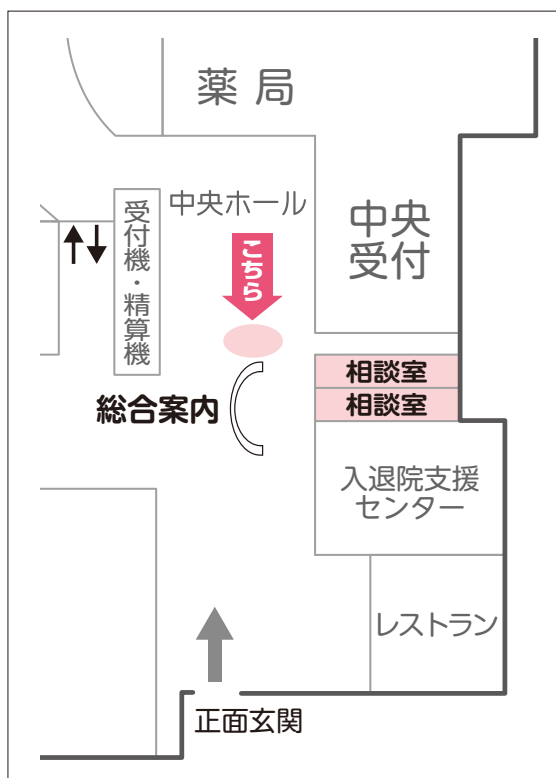 薬 局
中央ホール
受付機・精算機
こちら
中央
受付
相談室
相談室
総合案内
入退院支援
センター
レストラン
正面玄関